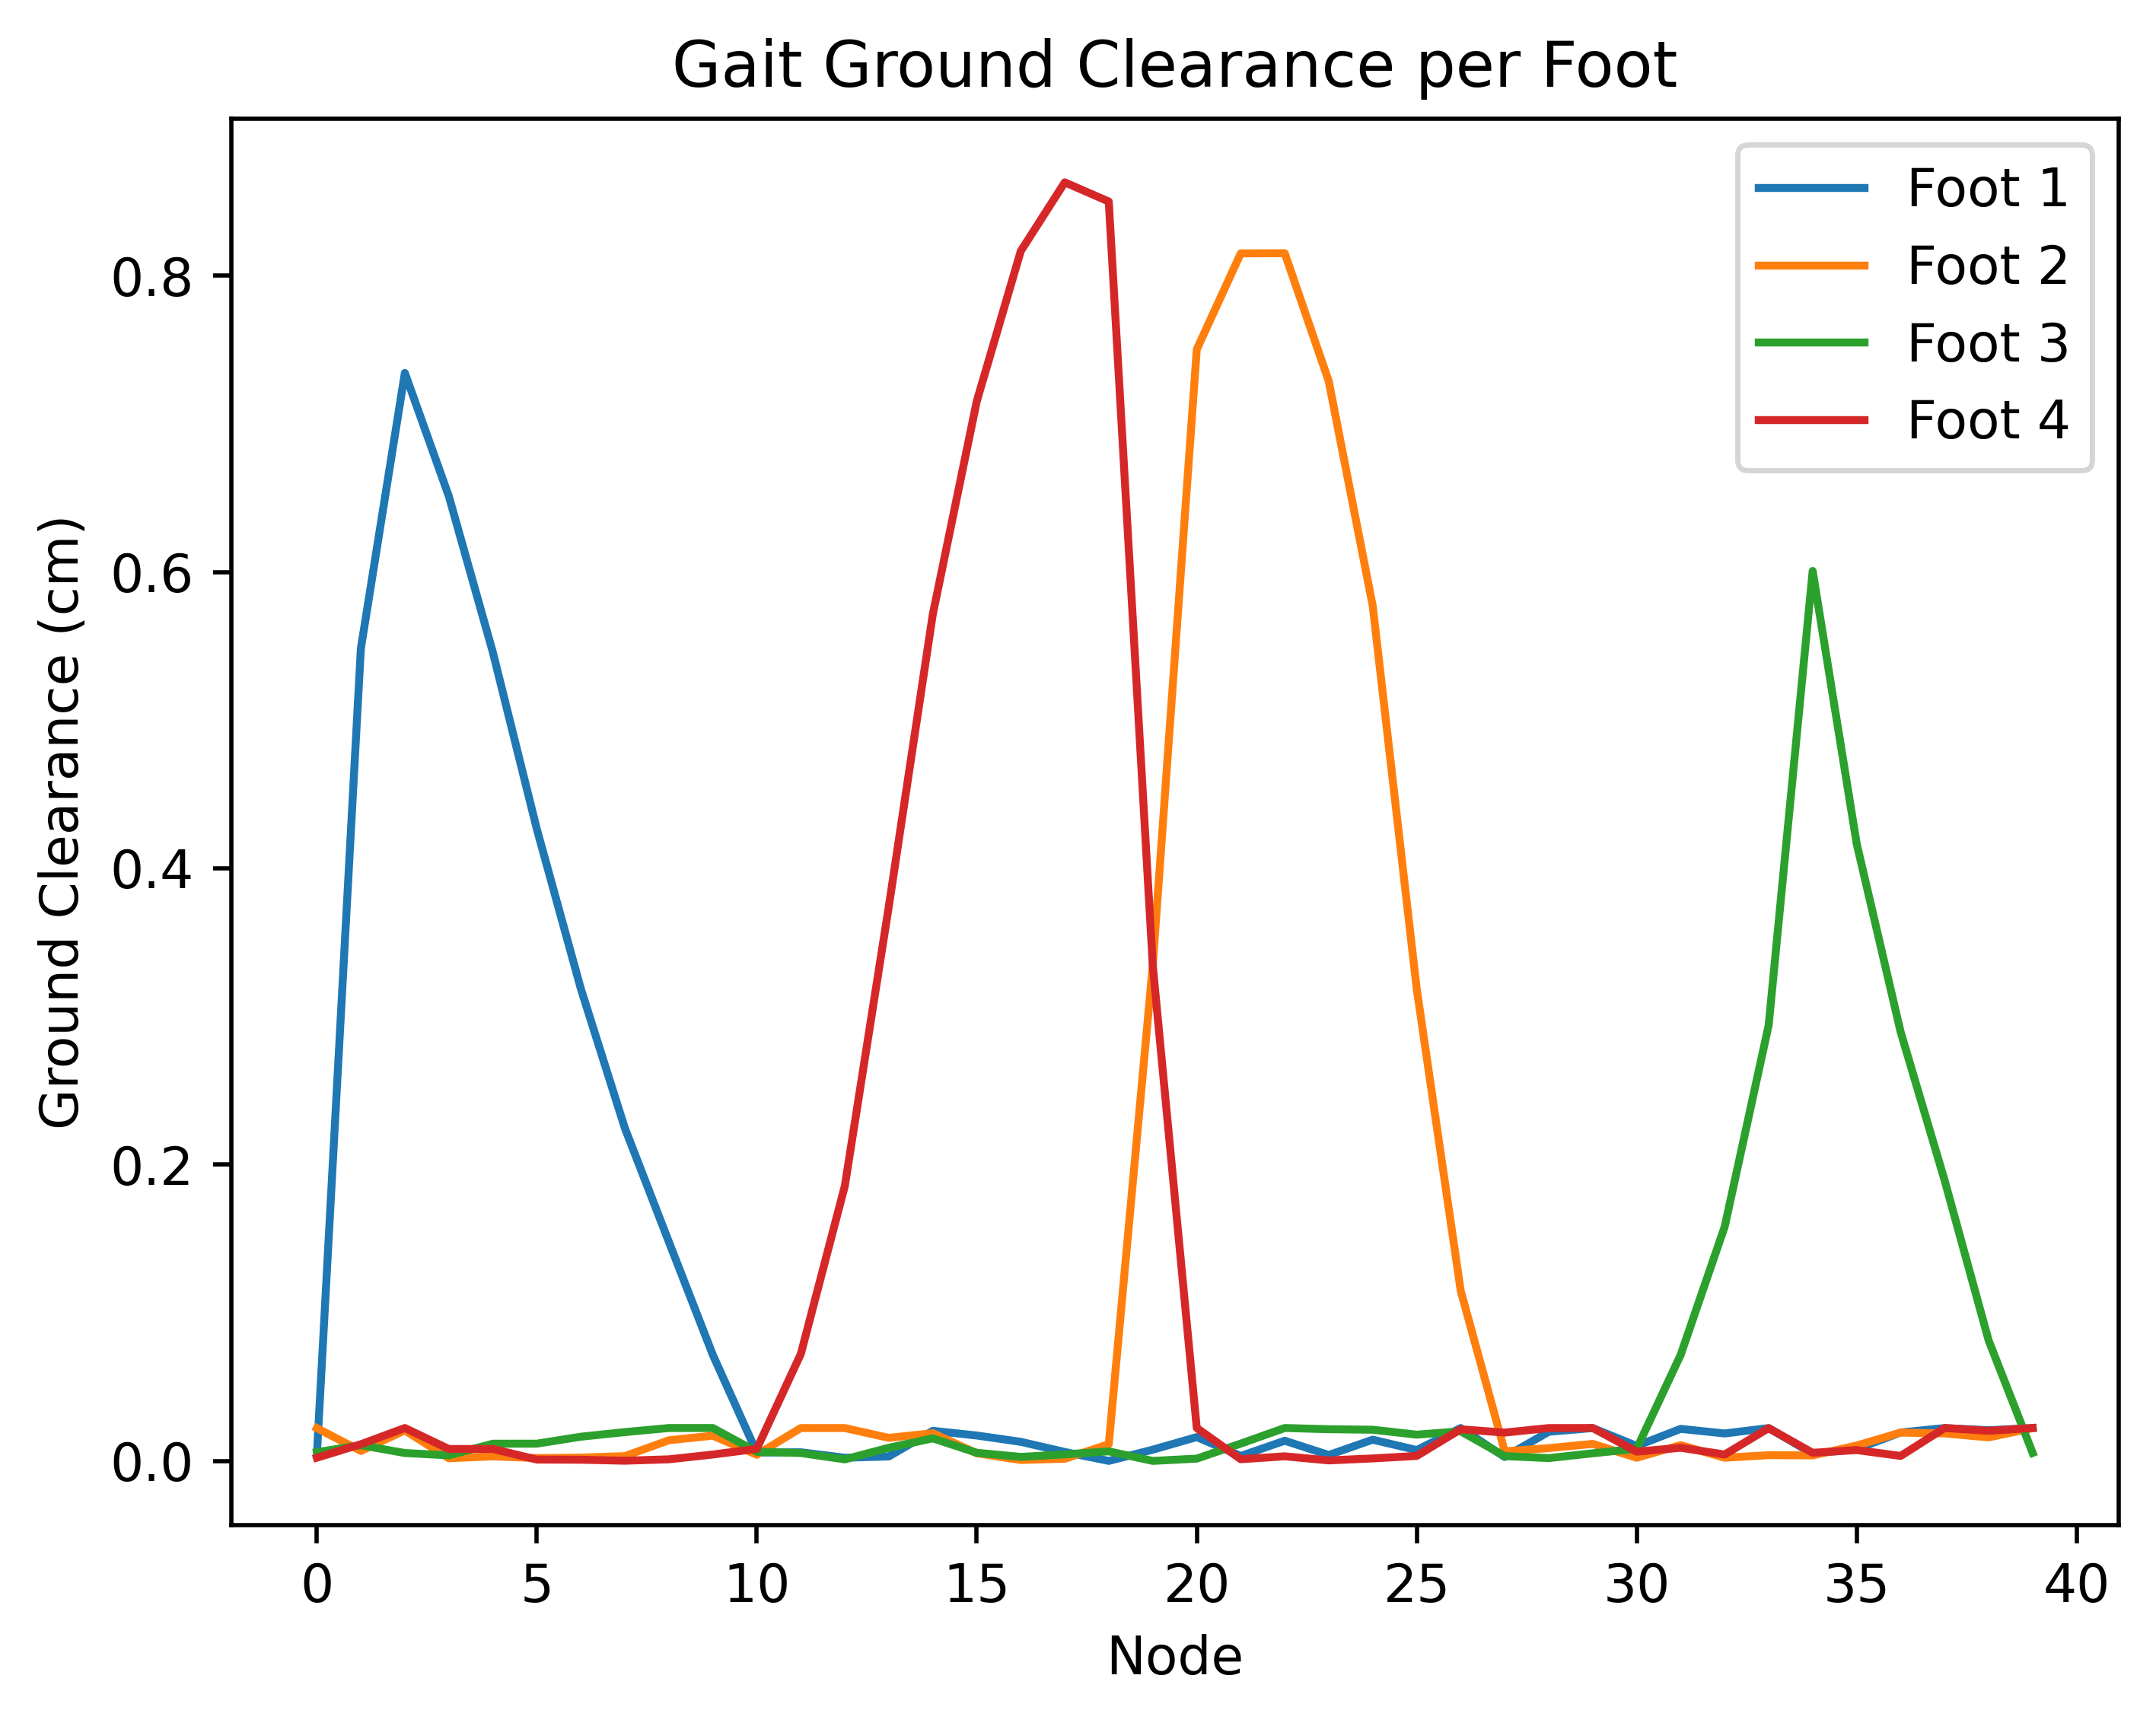 Gait Ground Clearance per Foot
Foot 1
Foot 2
Foot 3
Foot 4
Ground Clearance (cm)
0.8
0.6
0.4
0.2
0.0
0 5 10 15 20 25 30 35 40
Node